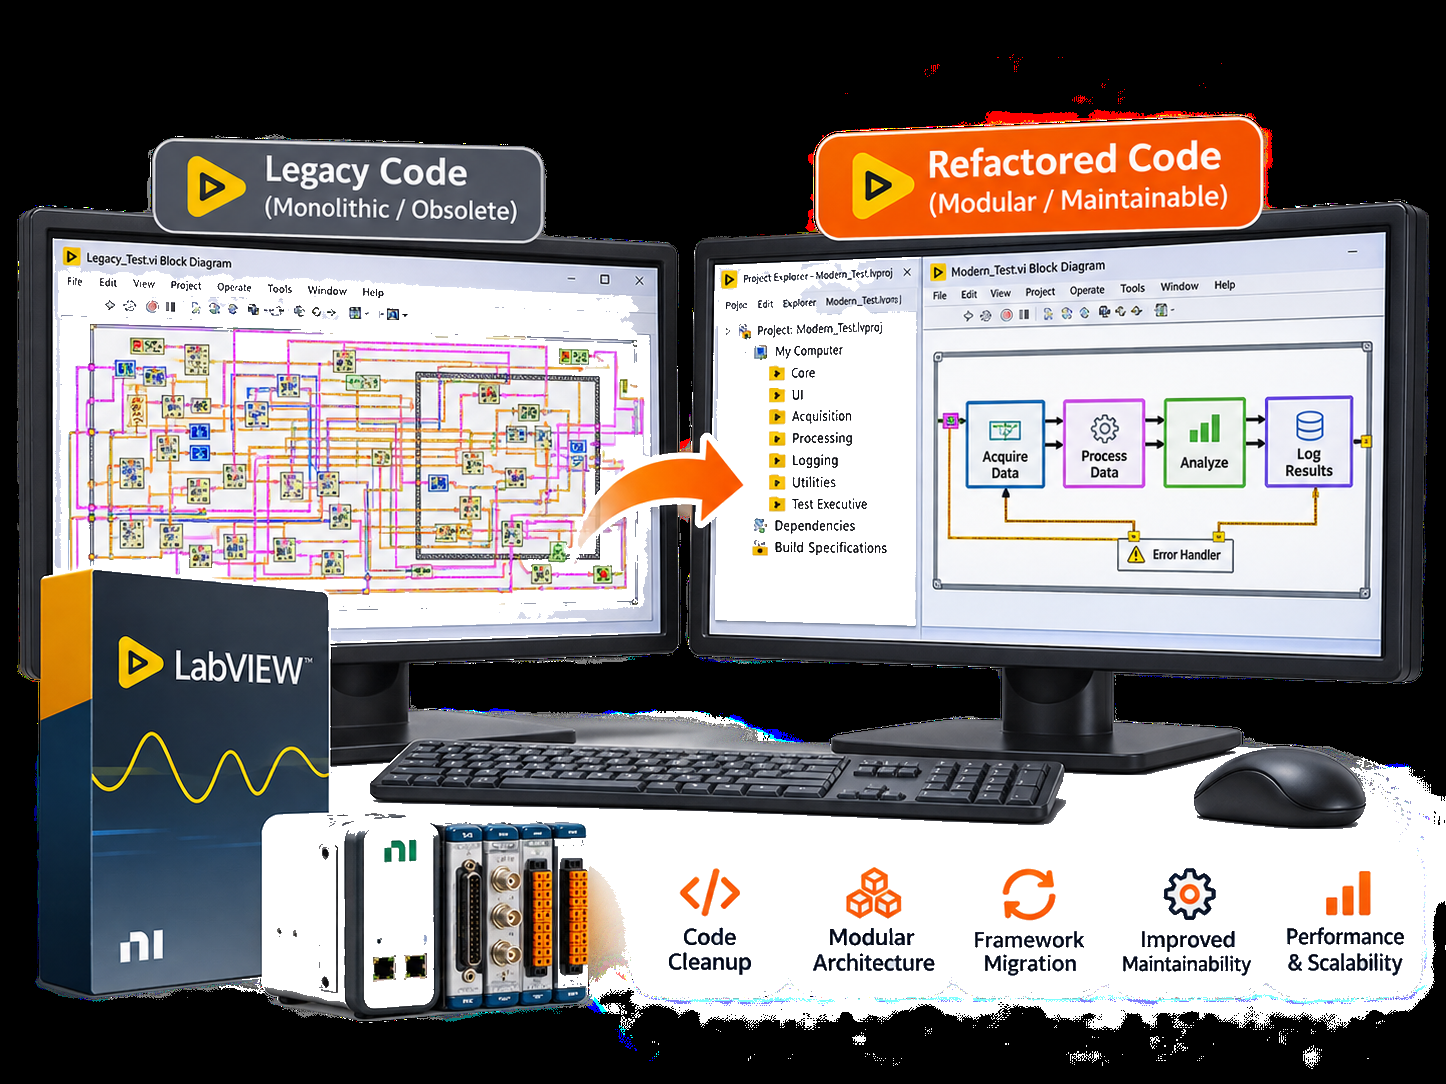 Legacy Code
(Monolithic / Obsolete)
Refactored Code
(Modular / Maintainable)
Legacy_Test.vi Block Diagram
File Edit View Project Operate Tools Window Help
Project Explorer - Modern_Test.lvproj
Edit Explorer
Project: Modern_Test.lvproj
My Computer
Core
UI
Acquisition
Processing
Logging
Utilities
Test Executive
Dependencies
Build Specifications
Modern_Test.vi Block Diagram
File Edit View Project Operate Tools Window Help
Acquire
Data
Process
Data
Analyze
Log
Results
Error Handler
LabVIEW™
ni
ni
Code
Cleanup
Modular
Architecture
Framework
Migration
Improved
Maintainability
Performance
& Scalability